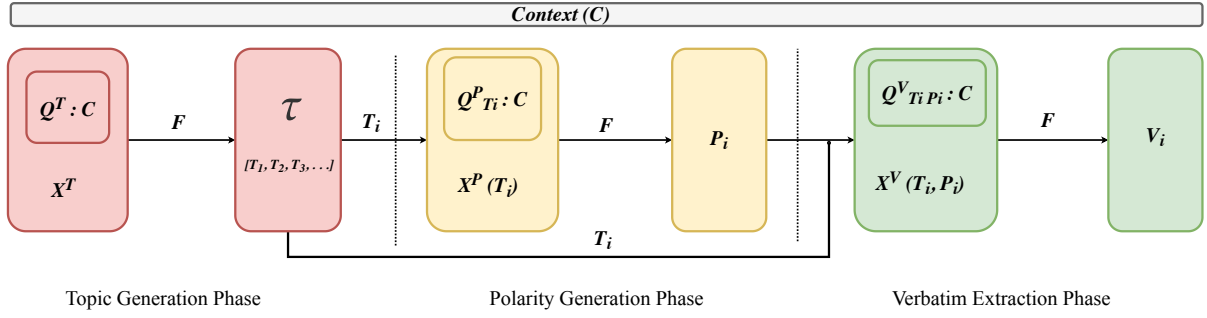 Context (C)
Q^T : C
F
τ
T_i
Q^P_{Ti} : C
F
P_i
Q^V_{Ti Pi} : C
F
V_i
[T_1, T_2, T_3, . . .]
X^T
X^P (T_i)
X^V (T_i, P_i)
T_i
Topic Generation Phase
Polarity Generation Phase
Verbatim Extraction Phase